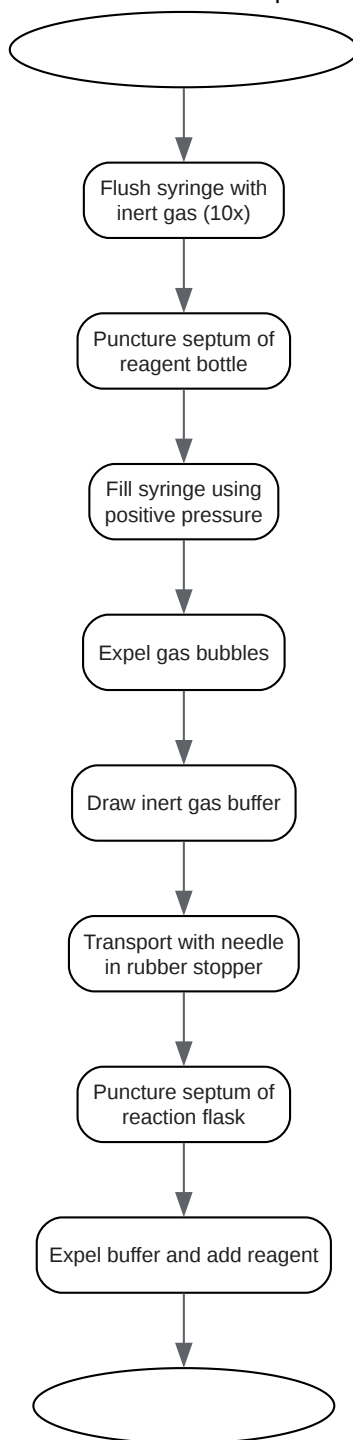 Flush syringe with
inert gas (10x)
Puncture septum of
reagent bottle
Fill syringe using
positive pressure
Expel gas bubbles
Draw inert gas buffer
Transport with needle
in rubber stopper
Puncture septum of
reaction flask
Expel buffer and add reagent